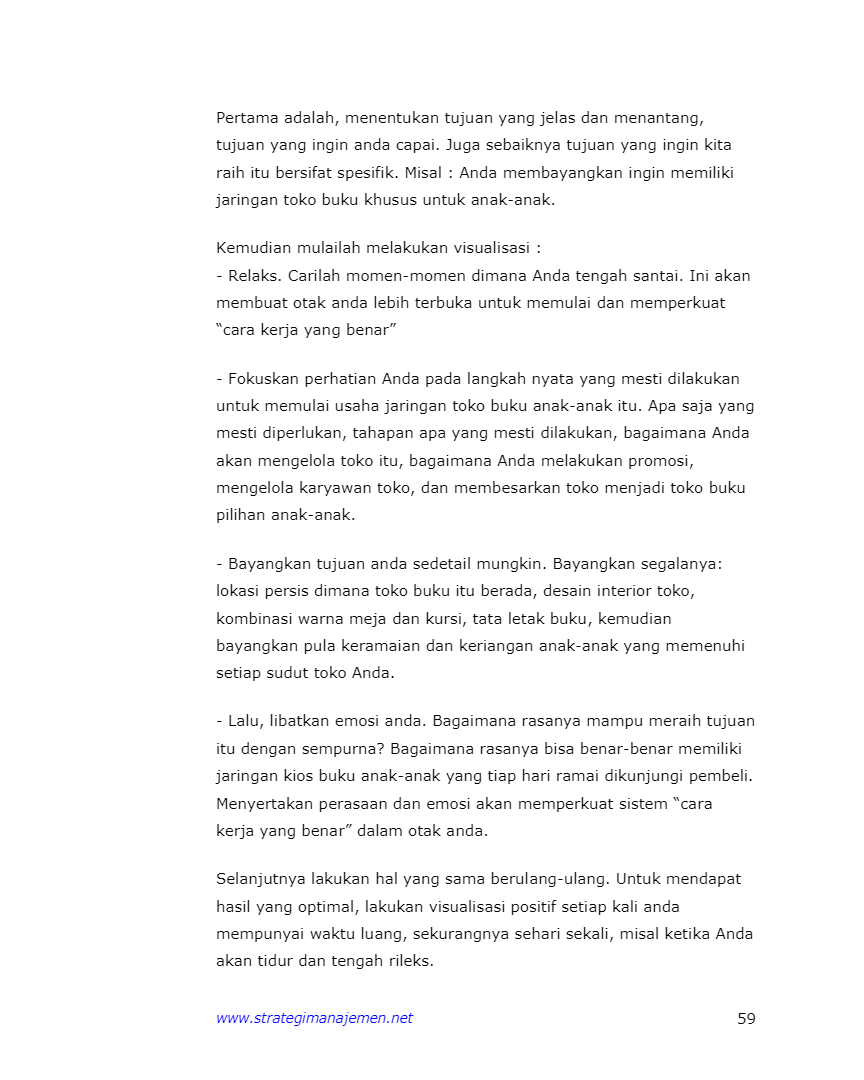 Pertama adalah, menentukan tujuan yang jelas dan menantang,
tujuan yang ingin anda capai. Juga sebaiknya tujuan yang ingin kita
raih itu bersifat spesifik. Misal : Anda membayangkan ingin memiliki
jaringan toko buku khusus untuk anak-anak.
Kemudian mulailah melakukan visualisasi :
- Relaks. Carilah momen-momen dimana Anda tengah santai. Ini akan
membuat otak anda lebih terbuka untuk memulai dan memperkuat
“cara kerja yang benar”
- Fokuskan perhatian Anda pada langkah nyata yang mesti dilakukan
untuk memulai usaha jaringan toko buku anak-anak itu. Apa saja yang
mesti diperlukan, tahapan apa yang mesti dilakukan, bagaimana Anda
akan mengelola toko itu, bagaimana Anda melakukan promosi,
mengelola karyawan toko, dan membesarkan toko menjadi toko buku
pilihan anak-anak.
- Bayangkan tujuan anda sedetail mungkin. Bayangkan segalanya:
lokasi persis dimana toko buku itu berada, desain interior toko,
kombinasi warna meja dan kursi, tata letak buku, kemudian
bayangkan pula keramaian dan keriangan anak-anak yang memenuhi
setiap sudut toko Anda.
- Lalu, libatkan emosi anda. Bagaimana rasanya mampu meraih tujuan
itu dengan sempurna? Bagaimana rasanya bisa benar-benar memiliki
jaringan kios buku anak-anak yang tiap hari ramai dikunjungi pembeli.
Menyertakan perasaan dan emosi akan memperkuat sistem “cara
kerja yang benar” dalam otak anda.
Selanjutnya lakukan hal yang sama berulang-ulang. Untuk mendapat
hasil yang optimal, lakukan visualisasi positif setiap kali anda
mempunyai waktu luang, sekurangnya sehari sekali, misal ketika Anda
akan tidur dan tengah rileks.
www.strategimanajemen.net 59